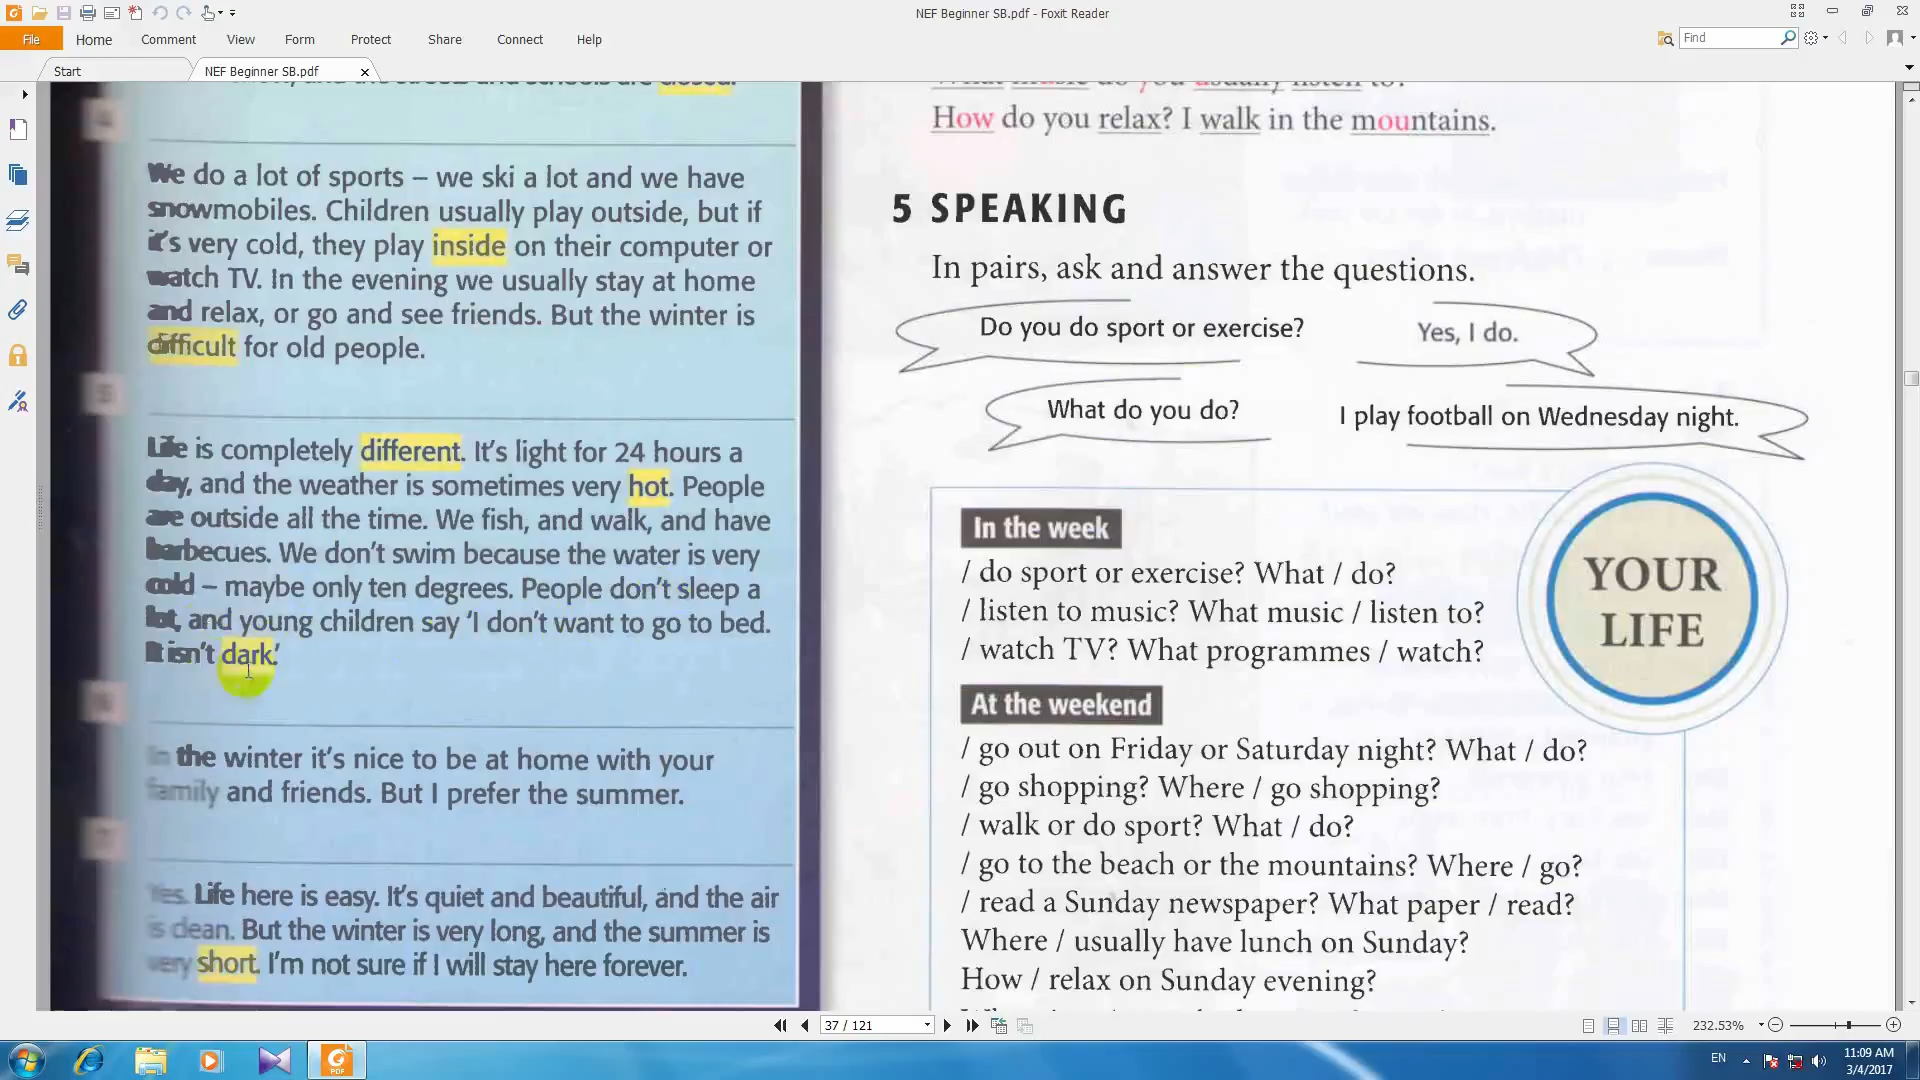 NEF Beginner SB.pdf - Foxit Reader
File Home Comment View Form Protect Share Connect Help
Find
Start
NEF Beginner SB.pdf
We do a lot of sports – we ski a lot and we have
snowmobiles. Children usually play outside, but if
it's very cold, they play inside on their computer or
watch TV. In the evening we usually stay at home
and relax, or go and see friends. But the winter is
difficult for old people.
Life is completely different. It's light for 24 hours a
day, and the weather is sometimes very hot. People
are outside all the time. We fish, and walk, and have
barbecues. We don't swim because the water is very
cold – maybe only ten degrees. People don't sleep a
lot, and young children say 'I don't want to go to bed.
It isn't dark.'
In the winter it's nice to be at home with your
family and friends. But I prefer the summer.
Yes. Life here is easy. It's quiet and beautiful, and the air
is clean. But the winter is very long, and the summer is
very short. I'm not sure if I will stay here forever.
How do you relax? I walk in the mountains.
5 SPEAKING
In pairs, ask and answer the questions.
Do you do sport or exercise?
Yes, I do.
What do you do?
I play football on Wednesday night.
YOUR
LIFE
In the week
/ do sport or exercise? What / do?
/ listen to music? What music / listen to?
/ watch TV? What programmes / watch?
At the weekend
/ go out on Friday or Saturday night? What / do?
/ go shopping? Where / go shopping?
/ walk or do sport? What / do?
/ go to the beach or the mountains? Where / go?
/ read a Sunday newspaper? What paper / read?
Where / usually have lunch on Sunday?
How / relax on Sunday evening?
37 / 121
232.53%
EN
11:09 AM
3/4/2017